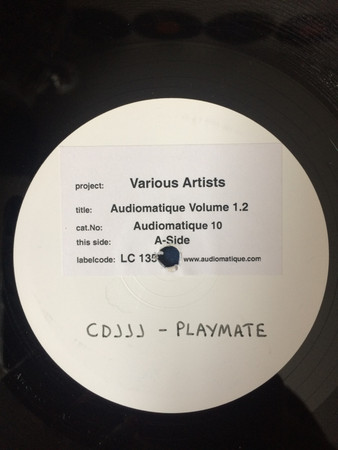 project: Various Artists
title: Audiomatique Volume 1.2
cat.No: Audiomatique 10
this side: A-Side
labelcode: LC www.audiomatique.com
CDJJJ - PLAYMATE